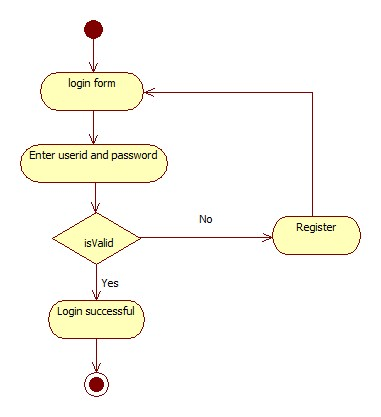 login form
Enter userid and password
isValid
No
Register
Yes
Login successful